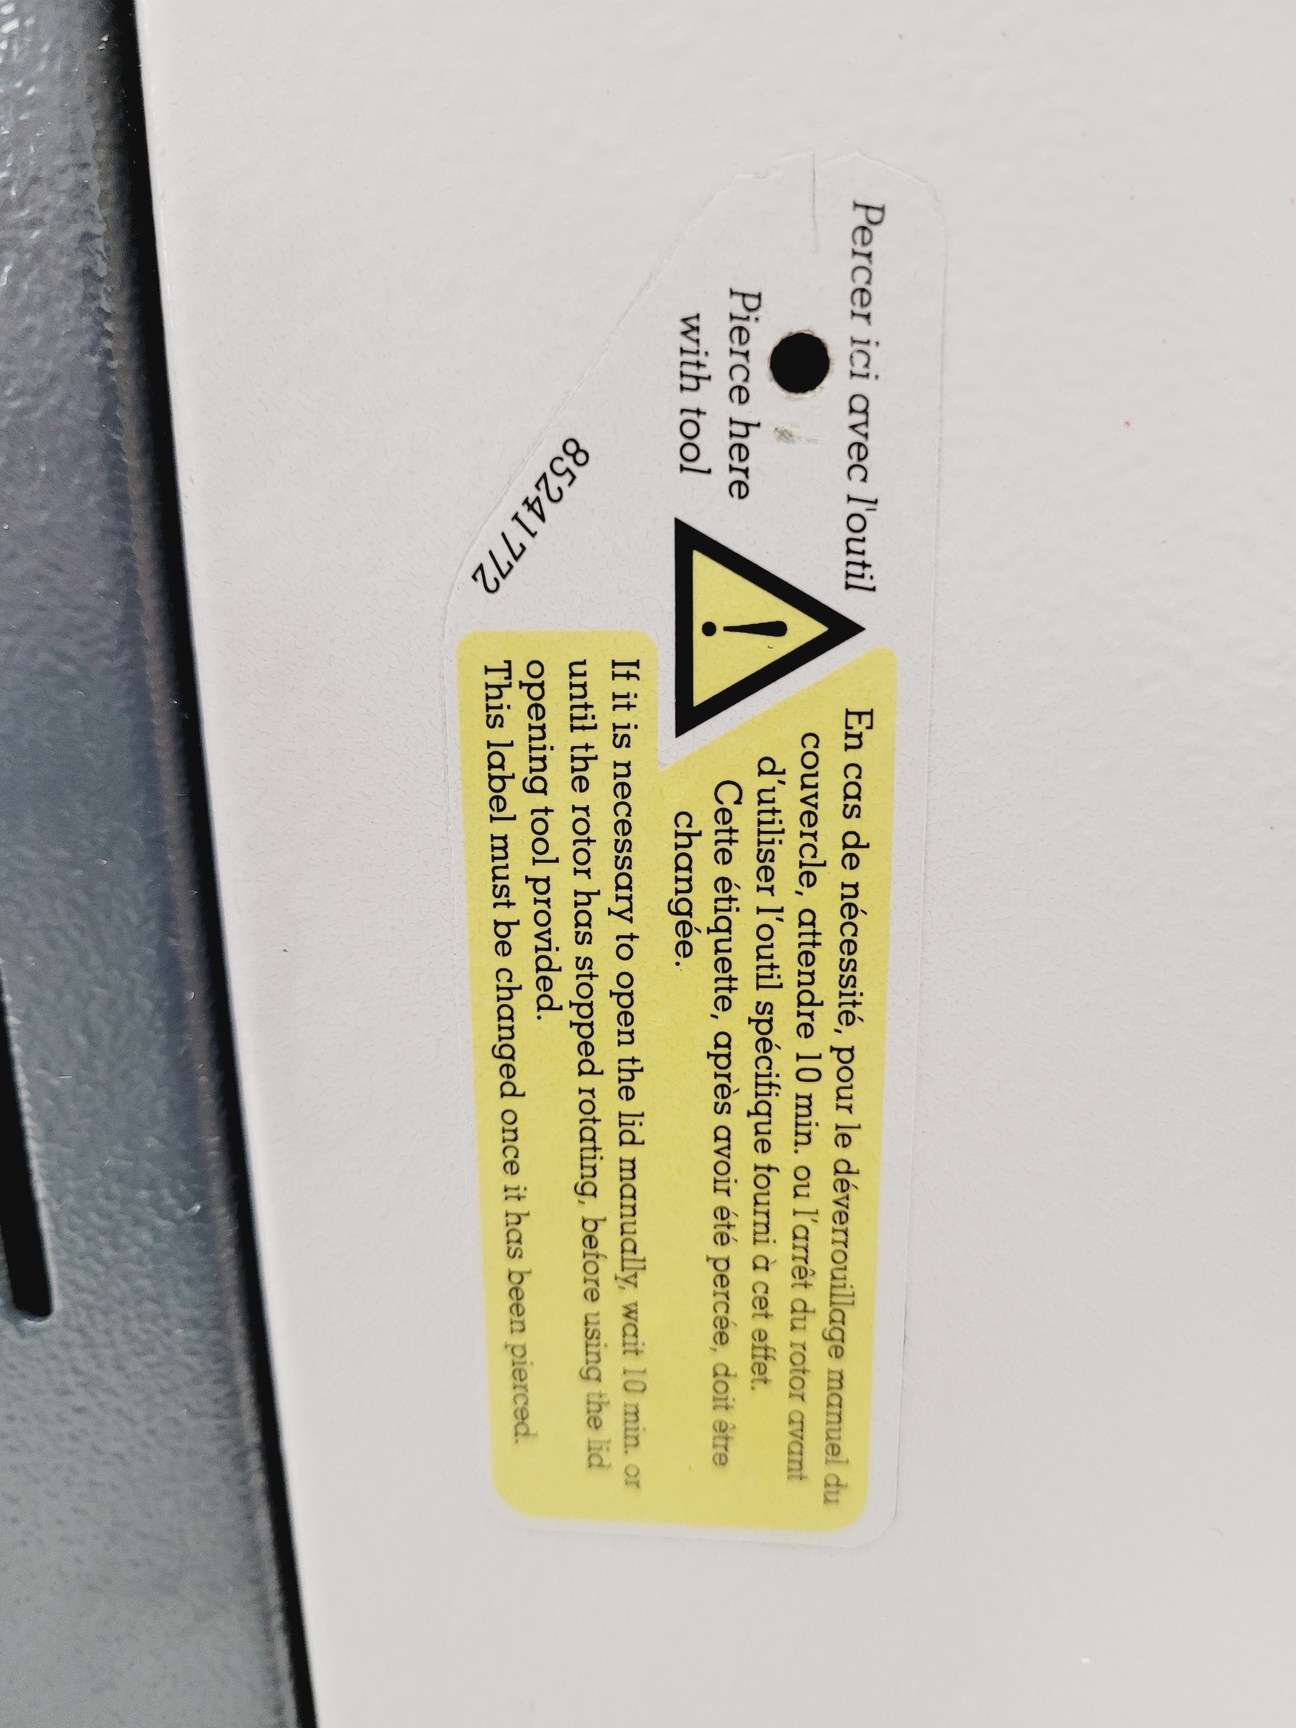 Percer ici avec l'outil
Pierce here
with tool
85241772
En cas de nécessité, pour le déverrouillage manuel du
couvercle, attendre 10 min. ou l'arrêt du rotor avant
d'utiliser l'outil spécifique fourni à cet effet.
Cette étiquette, après avoir été percée, doit être
changée.
If it is necessary to open the lid manually, wait 10 min. or
until the rotor has stopped rotating, before using the lid
opening tool provided.
This label must be changed once it has been pierced.